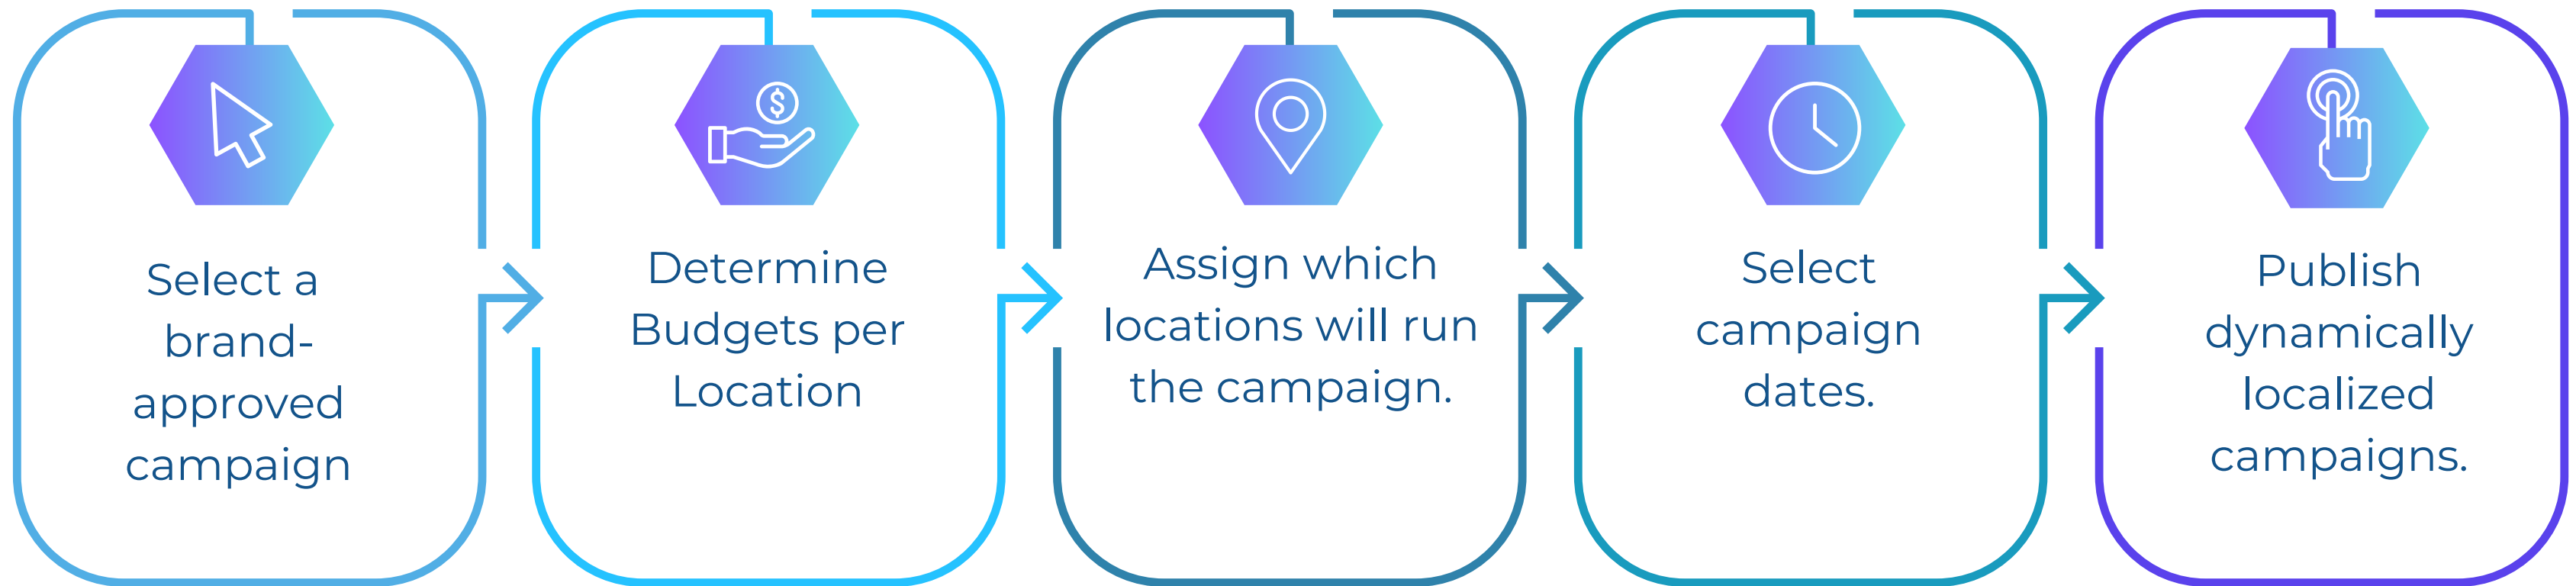 Select a
brand-
approved
campaign
Determine
Budgets per
Location
Assign which
locations will run
the campaign.
Select
campaign
dates.
Publish
dynamically
localized
campaigns.